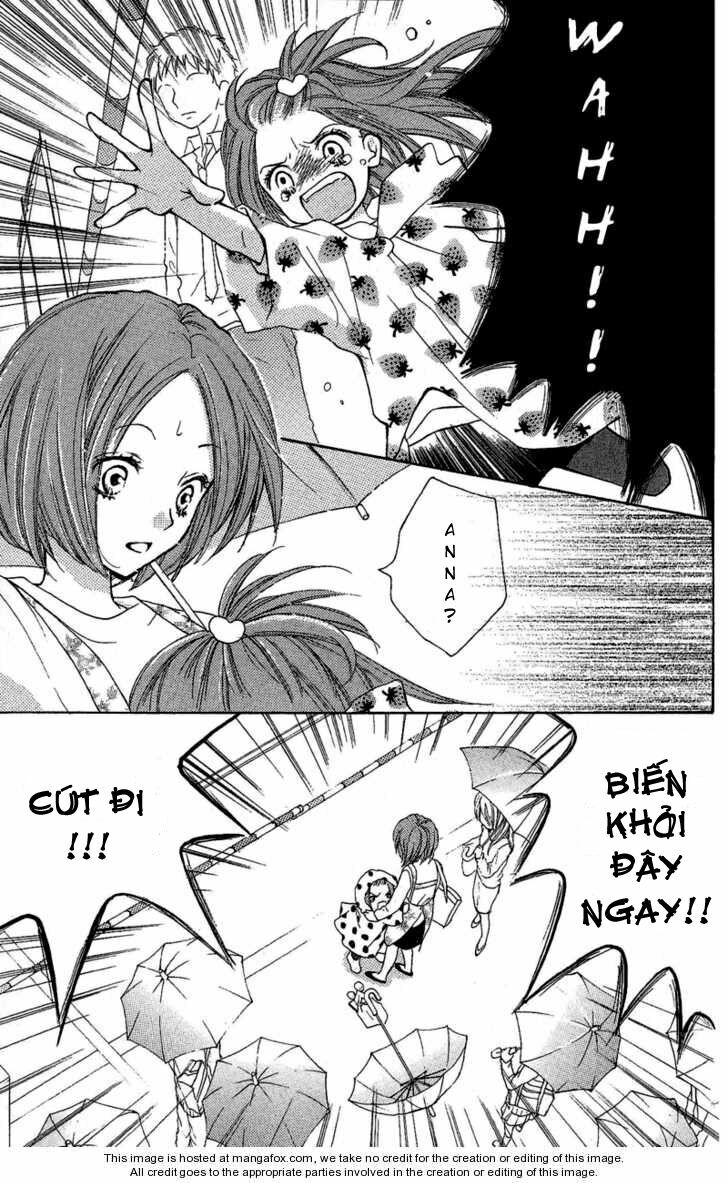 WAHH!!
ANNA?
BIẾN
KHỎI
ĐÂY
NGAY!!
CÚT ĐI
!!!
This image is hosted at mangafox.com, we take no credit for the creation or editing of this image.
All credit goes to the appropriate parties involved in the creation or editing of this image.